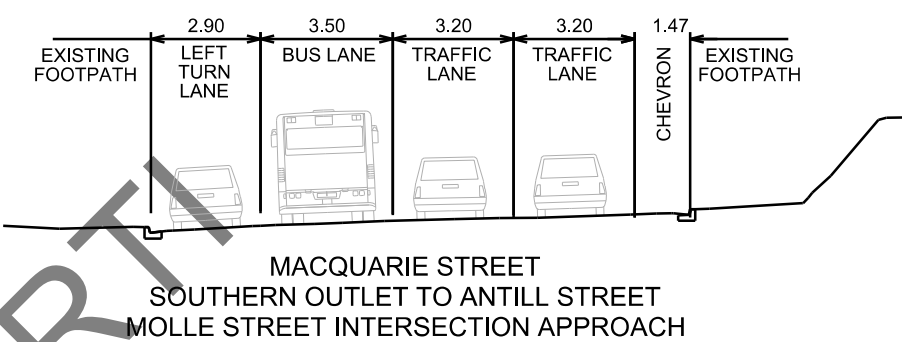 2.90
3.50
3.20
3.20
1.47
EXISTING
FOOTPATH
LEFT
TURN
LANE
BUS LANE
TRAFFIC
LANE
TRAFFIC
LANE
CHEVRON
EXISTING
FOOTPATH
MACQUARIE STREET
SOUTHERN OUTLET TO ANTILL STREET
MOLLE STREET INTERSECTION APPROACH
RTI